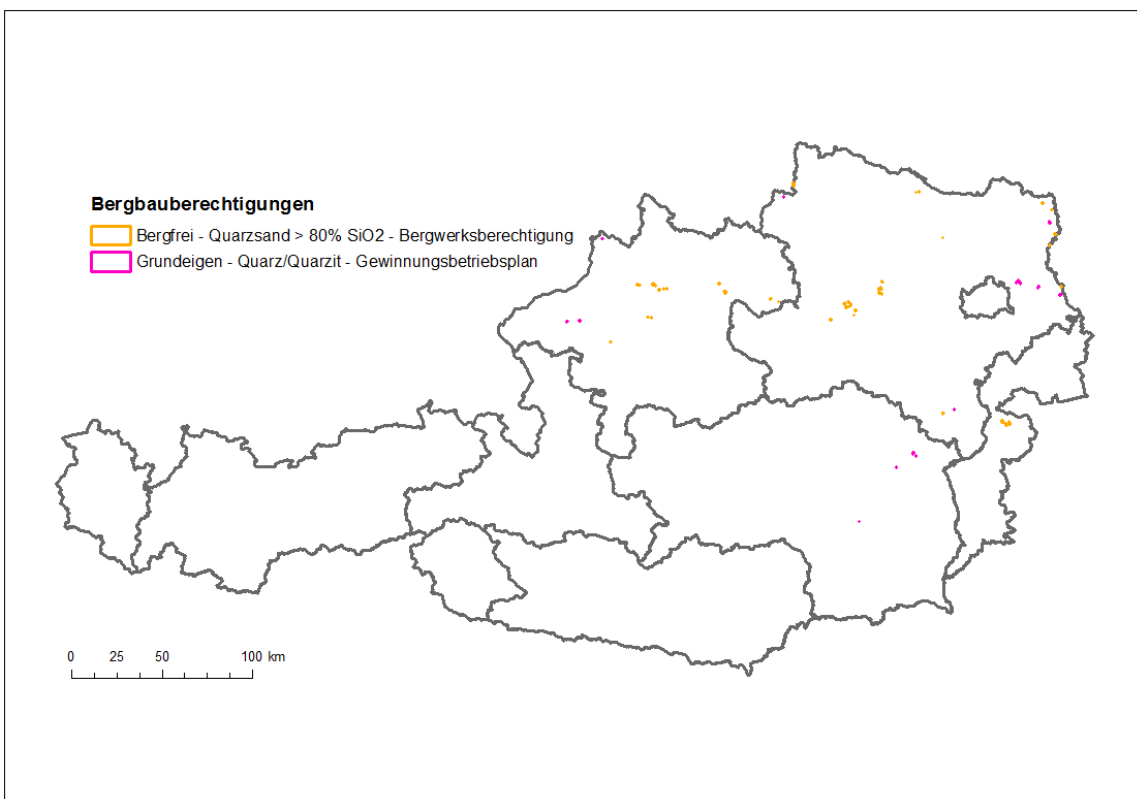 Bergbauberechtigungen
Bergfrei - Quarzsand > 80% SiO2 - Bergwerksberechtigung
Grundeigen - Quarz/Quarzit - Gewinnungsbetriebsplan
0 25 50 100 km